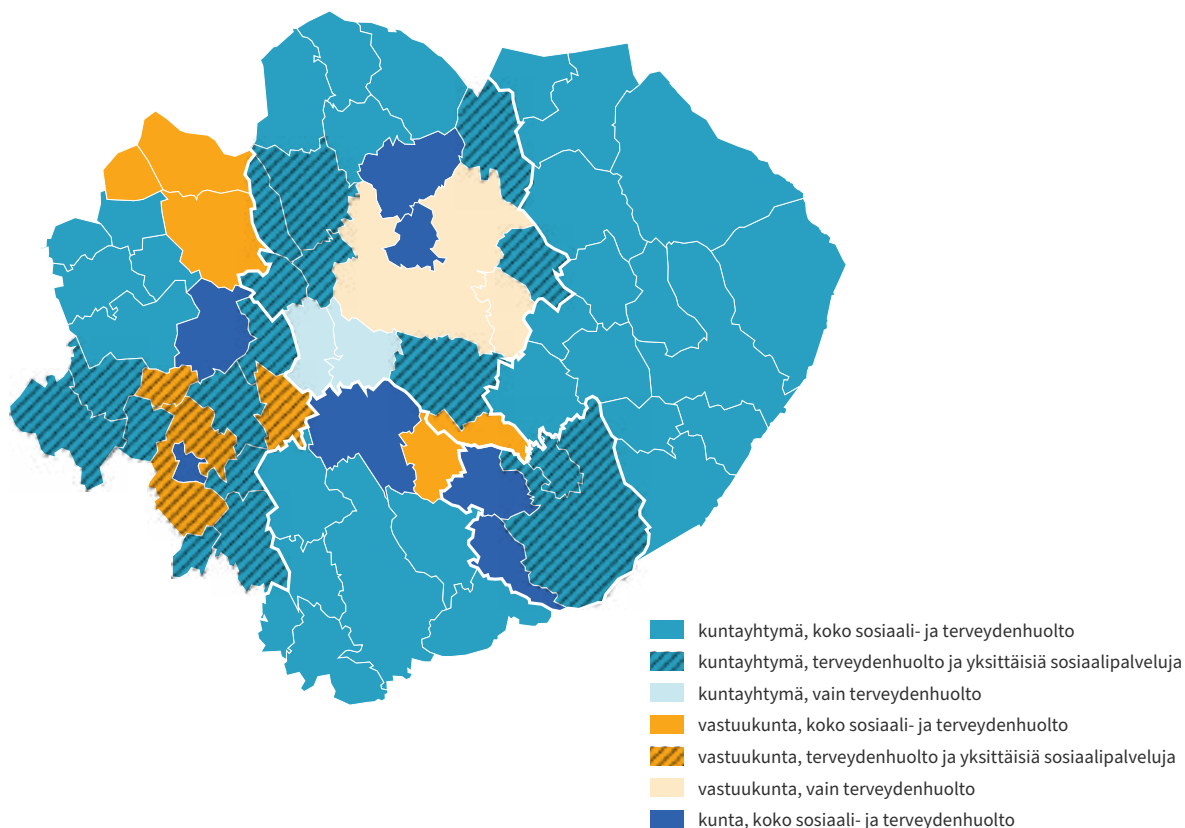 kuntayhtymä, koko sosiaali- ja terveydenhuolto
kuntayhtymä, terveydenhuolto ja yksittäisiä sosiaalipalveluja
kuntayhtymä, vain terveydenhuolto
vastuukunta, koko sosiaali- ja terveydenhuolto
vastuukunta, terveydenhuolto ja yksittäisiä sosiaalipalveluja
vastuukunta, vain terveydenhuolto
kunta, koko sosiaali- ja terveydenhuolto